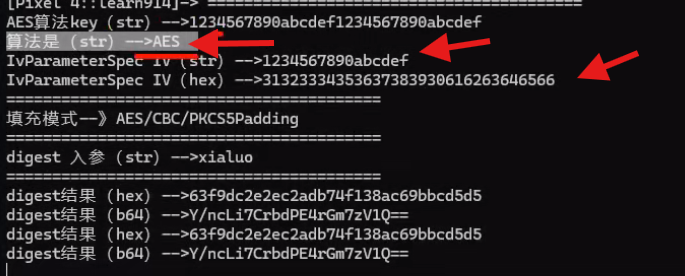 [Pixel 4::learn914]->
AES算法key (str) -->1234567890abcdef1234567890abcdef
算法是 (str) -->AES
IvParameterSpec IV (str) -->1234567890abcdef
IvParameterSpec IV (hex) -->31323334353637383930616263646566
=========================================
填充模式--》AES/CBC/PKCS5Padding
=========================================
digest 入参 (str) -->xialuo
=========================================
digest结果 (hex) -->63f9dc2e2ec2adb74f138ac69bbcd5d5
digest结果 (b64) -->Y/ncLi7CrbdPE4rGm7zV1Q==
digest结果 (hex) -->63f9dc2e2ec2adb74f138ac69bbcd5d5
digest结果 (b64) -->Y/ncLi7CrbdPE4rGm7zV1Q==